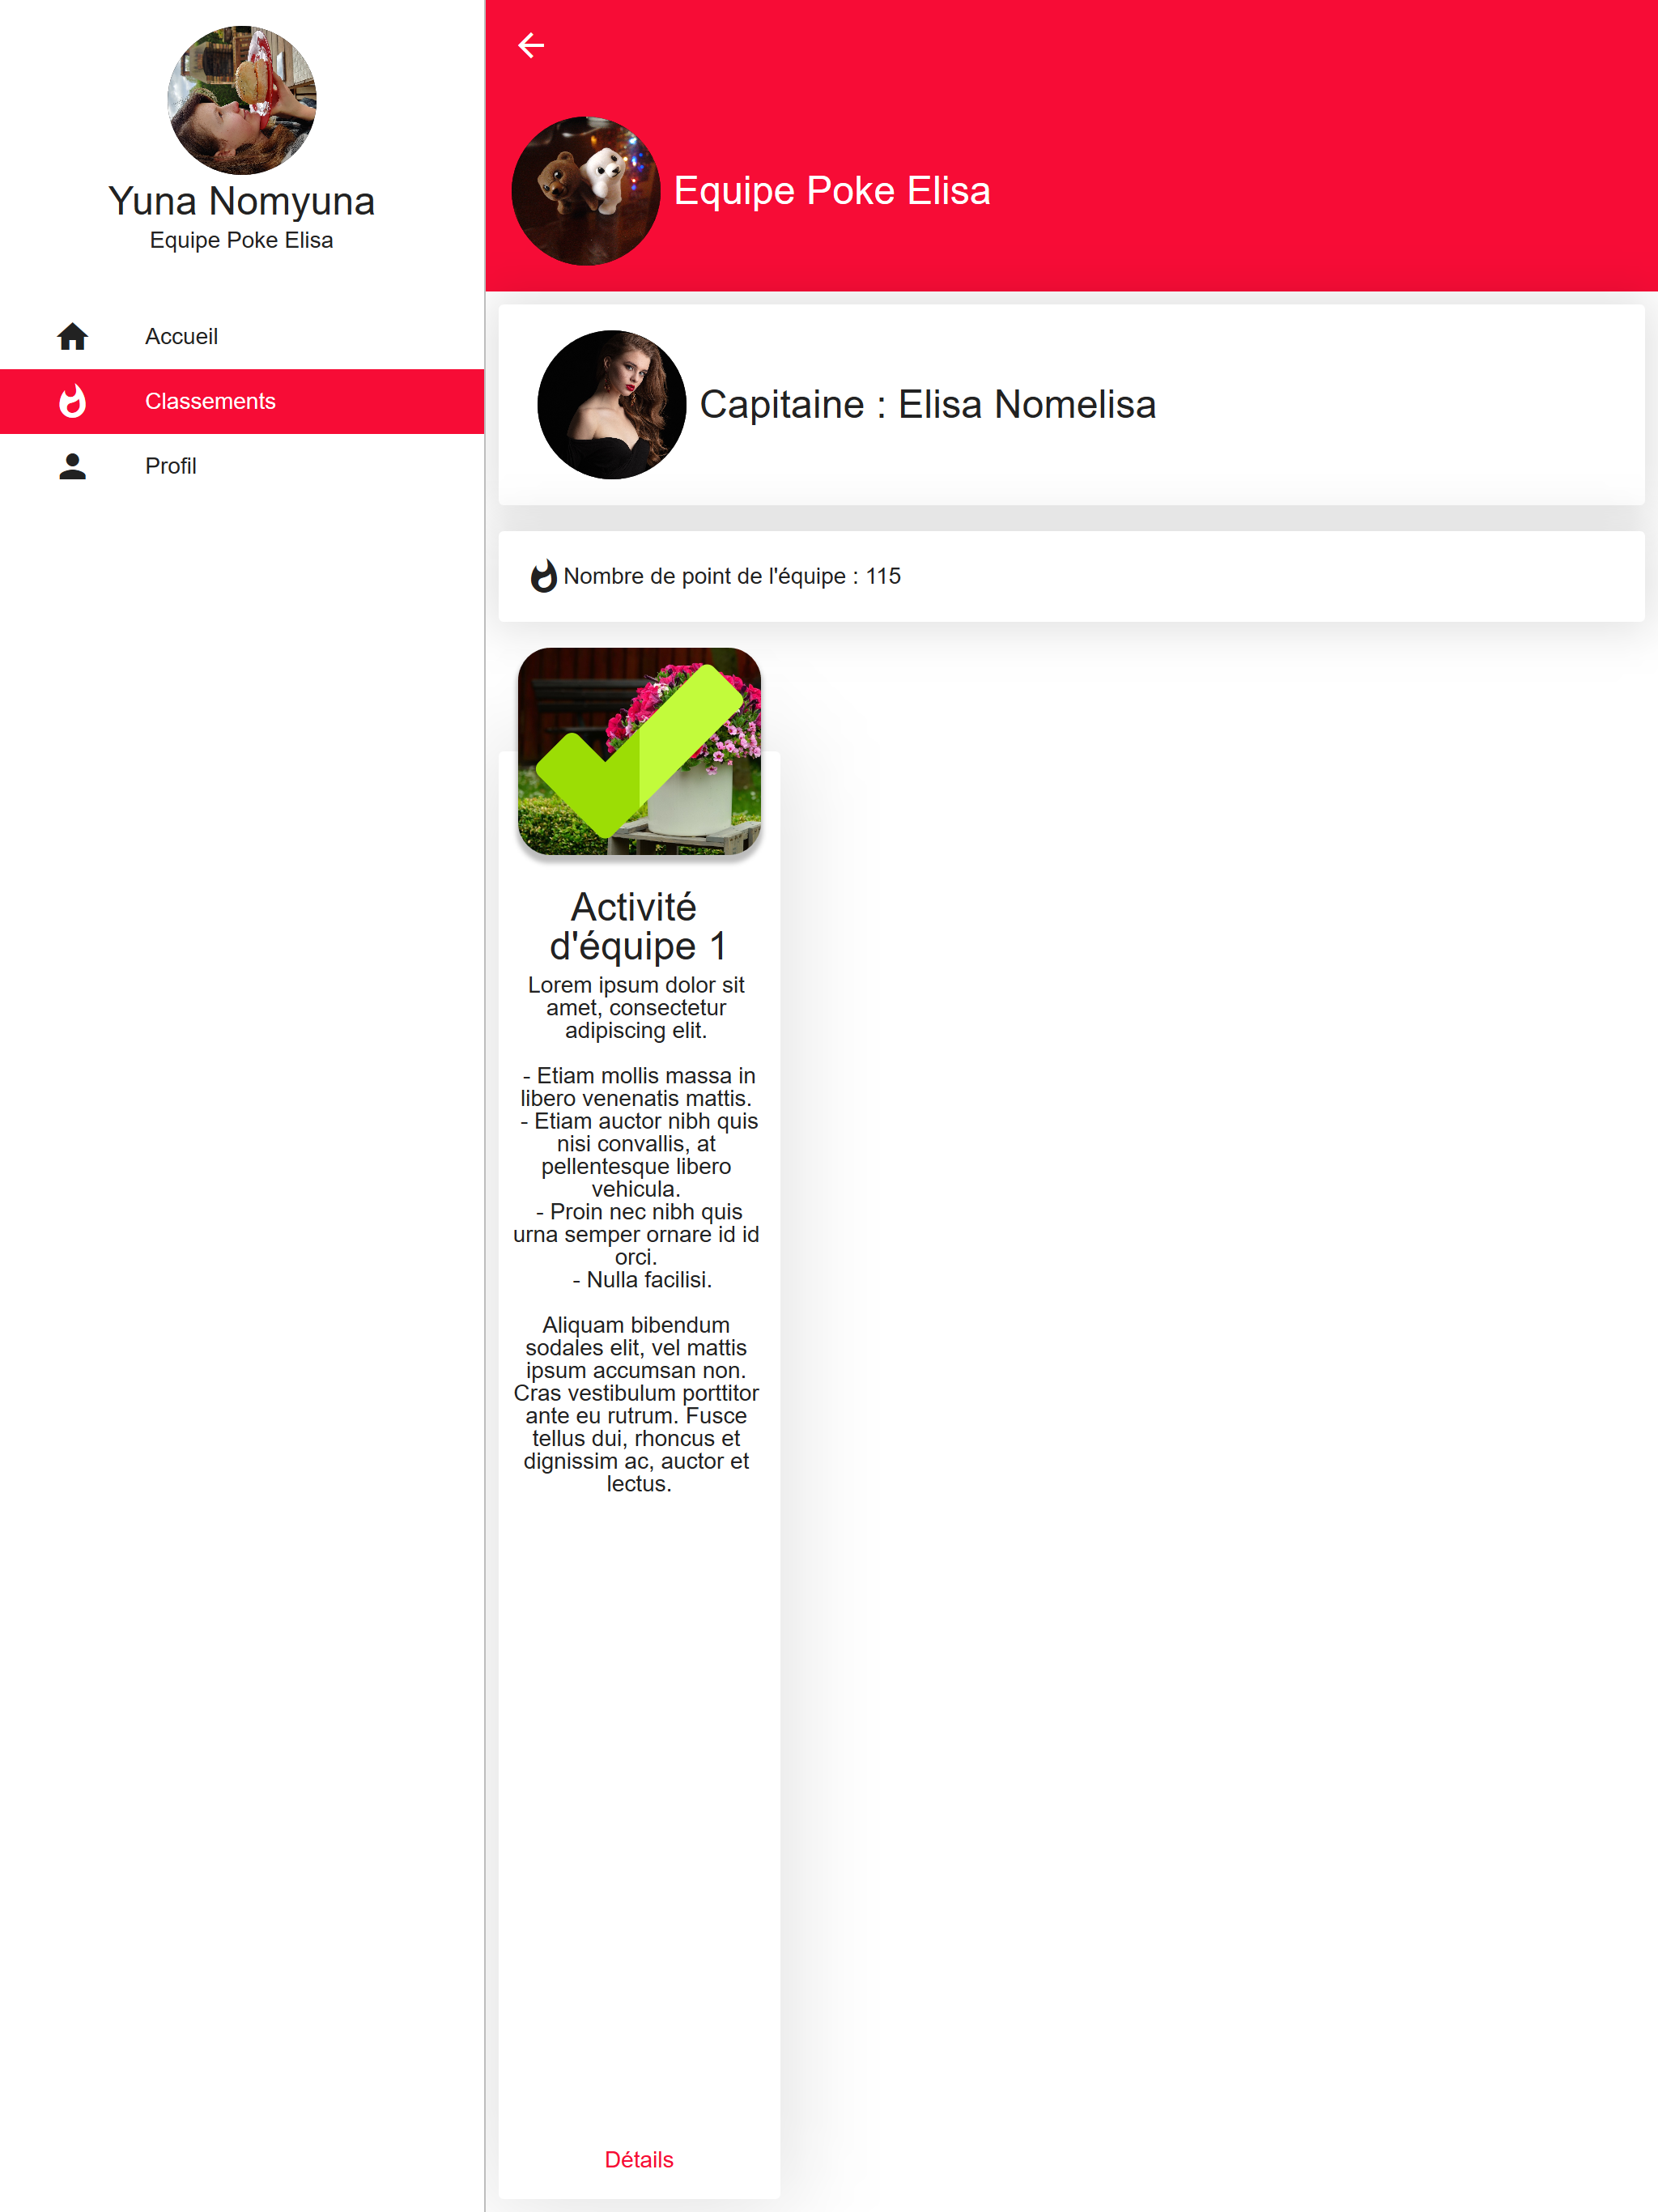 Yuna Nomyuna
Equipe Poke Elisa
Accueil
Classements
Profil
Equipe Poke Elisa
Capitaine : Elisa Nomelisa
Nombre de point de l'équipe : 115
Activité
d'équipe 1
Lorem ipsum dolor sit
amet, consectetur
adipiscing elit.
- Etiam mollis massa in
libero venenatis mattis.
- Etiam auctor nibh quis
nisi convallis, at
pellentesque libero
vehicula.
- Proin nec nibh quis
urna semper ornare id id
orci.
- Nulla facilisi.
Aliquam bibendum
sodales elit, vel mattis
ipsum accumsan non.
Cras vestibulum porttitor
ante eu rutrum. Fusce
tellus dui, rhoncus et
dignissim ac, auctor et
lectus.
Détails